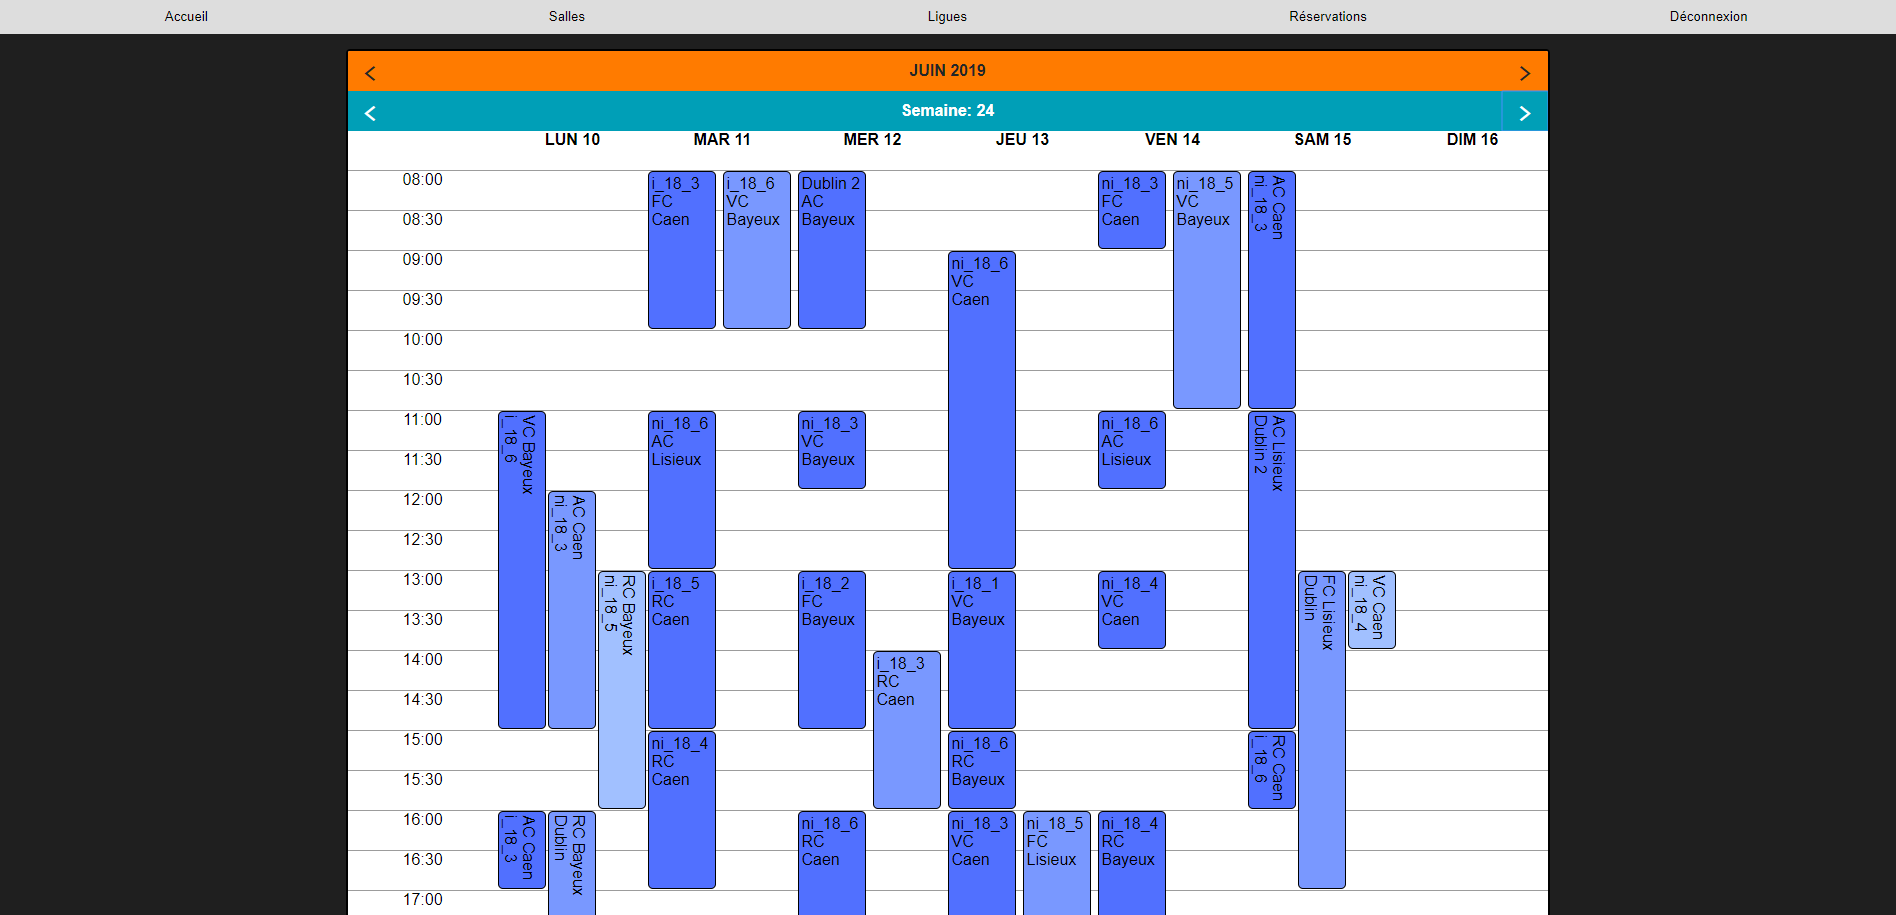 Accueil
Salles
Ligues
Réservations
Déconnexion
JUIN 2019
Semaine: 24
LUN 10
MAR 11
MER 12
JEU 13
VEN 14
SAM 15
DIM 16
08:00
08:30
09:00
09:30
10:00
10:30
11:00
11:30
12:00
12:30
13:00
13:30
14:00
14:30
15:00
15:30
16:00
16:30
17:00
VC Bayeux
i_18_6
AC Caen
ni_18_3
RC Bayeux
ni_18_5
AC Caen
i_18_3
RC Bayeux
Dublin
i_18_3
FC
Caen
i_18_6
VC
Bayeux
ni_18_6
AC
Lisieux
i_18_5
RC
Caen
ni_18_4
RC
Caen
Dublin 2
AC
Bayeux
ni_18_3
VC
Bayeux
i_18_2
FC
Bayeux
i_18_3
RC
Caen
ni_18_6
RC
Caen
ni_18_6
VC
Caen
i_18_1
VC
Bayeux
ni_18_6
RC
Bayeux
ni_18_3
VC
Caen
ni_18_5
FC
Lisieux
ni_18_3
FC
Caen
ni_18_5
VC
Bayeux
ni_18_6
AC
Lisieux
ni_18_4
VC
Caen
ni_18_4
RC
Bayeux
AC Caen
ni_18_3
AC Lisieux
Dublin 2
FC Lisieux
Dublin
VC Caen
ni_18_4
RC Caen
i_18_6